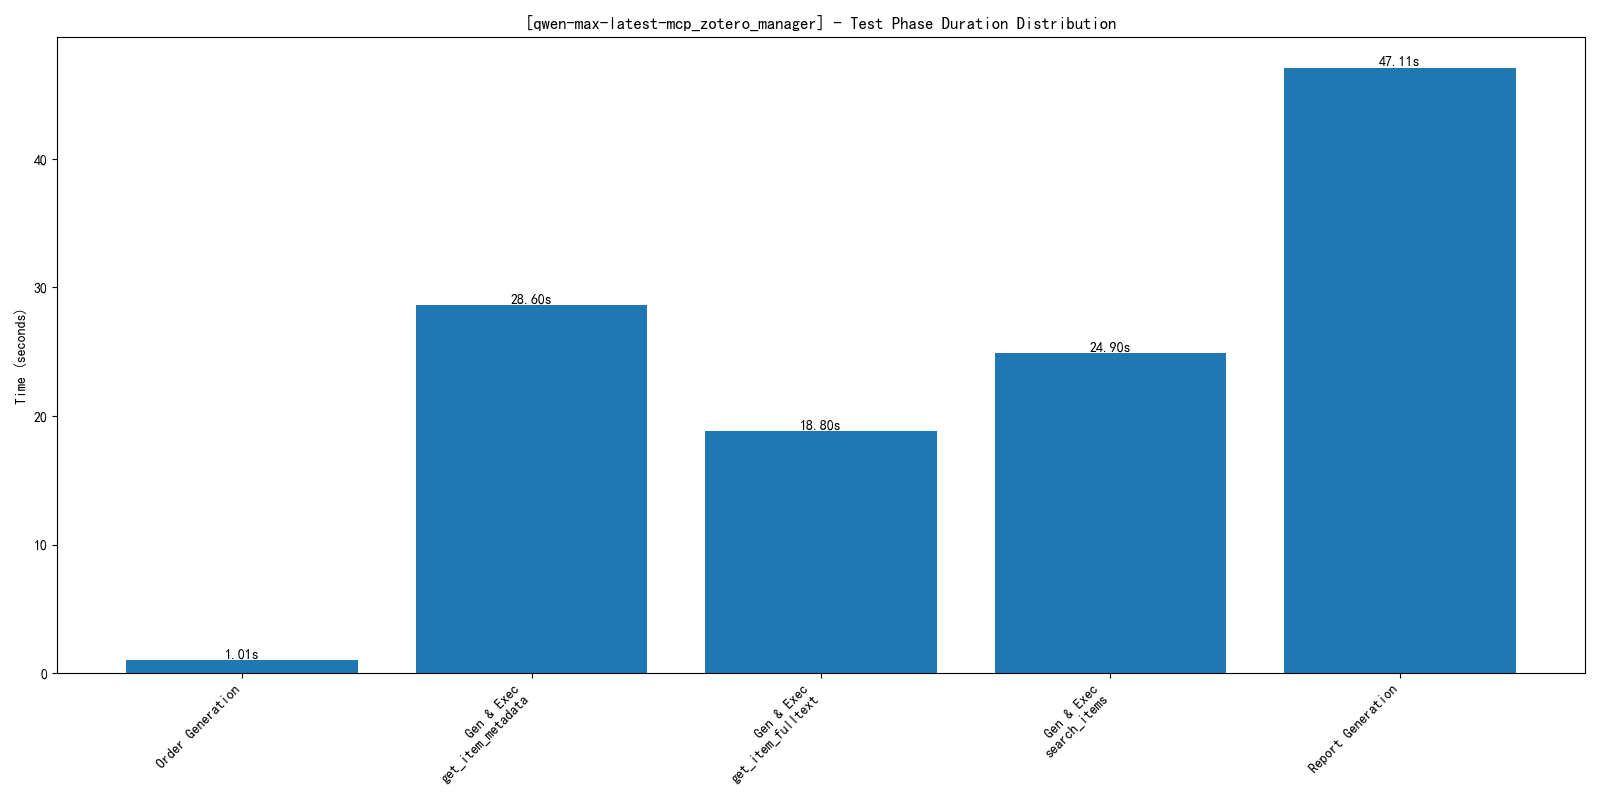 [qwen-max-latest-mcp_zotero_manager] - Test Phase Duration Distribution
47.11s
40
30
28.60s
24.90s
Time (seconds)
20
18.80s
10
1.01s
0
Order Generation
Gen & Exec
get_item_metadata
Gen & Exec
get_item_fulltext
Gen & Exec
search_items
Report Generation